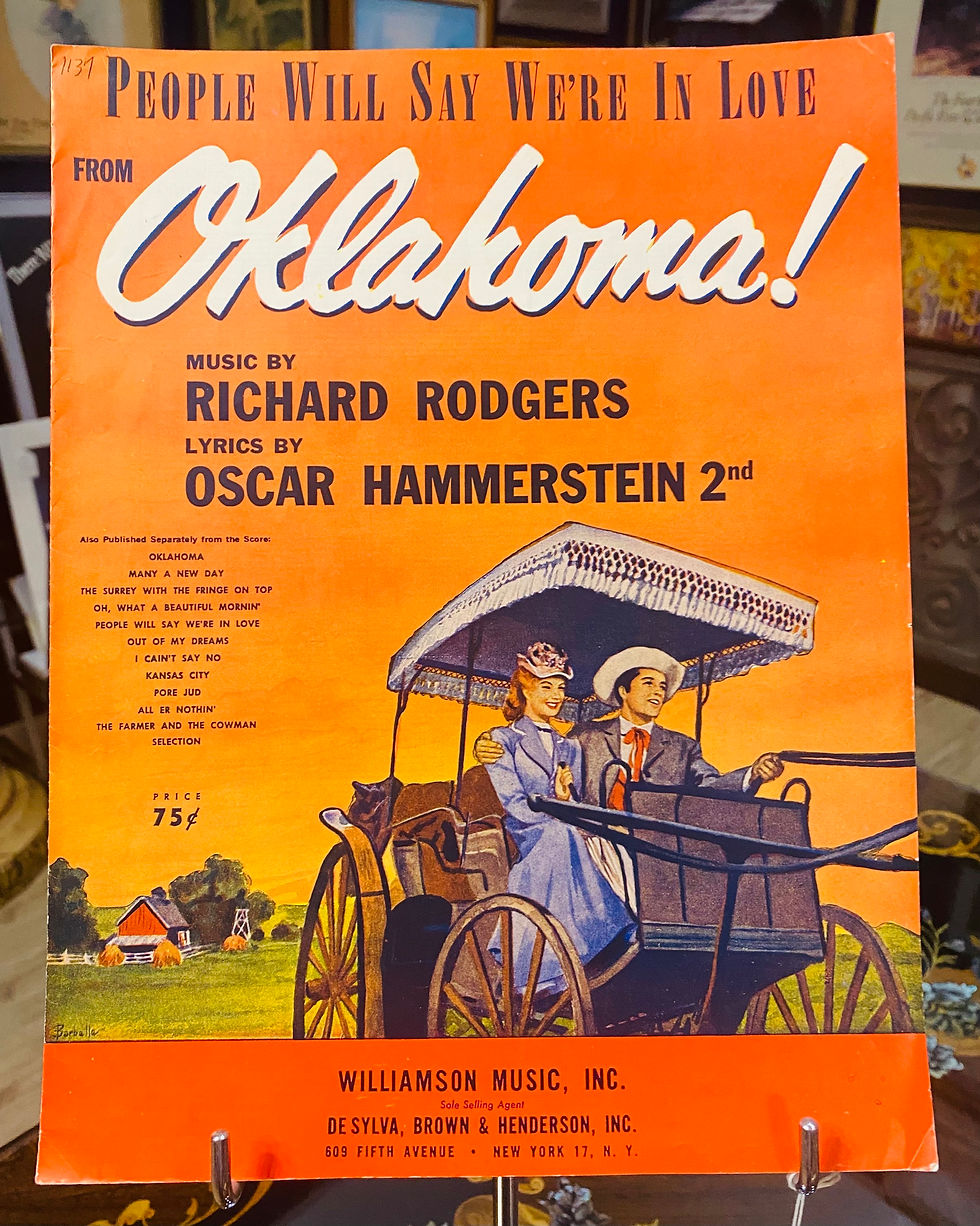 1137
PEOPLE WILL SAY WE'RE IN LOVE
FROM
Oklahoma!
MUSIC BY
RICHARD RODGERS
LYRICS BY
OSCAR HAMMERSTEIN 2nd
Also Published Separately from the Score:
OKLAHOMA
MANY A NEW DAY
THE SURREY WITH THE FRINGE ON TOP
OH, WHAT A BEAUTIFUL MORNIN'
PEOPLE WILL SAY WE'RE IN LOVE
OUT OF MY DREAMS
I CAIN'T SAY NO
KANSAS CITY
PORE JUD
ALL ER NOTHIN'
THE FARMER AND THE COWMAN
SELECTION
PRICE
75¢
Barbelle
WILLIAMSON MUSIC, INC.
Sole Selling Agent
DE SYLVA, BROWN & HENDERSON, INC.
609 FIFTH AVENUE • NEW YORK 17, N. Y.